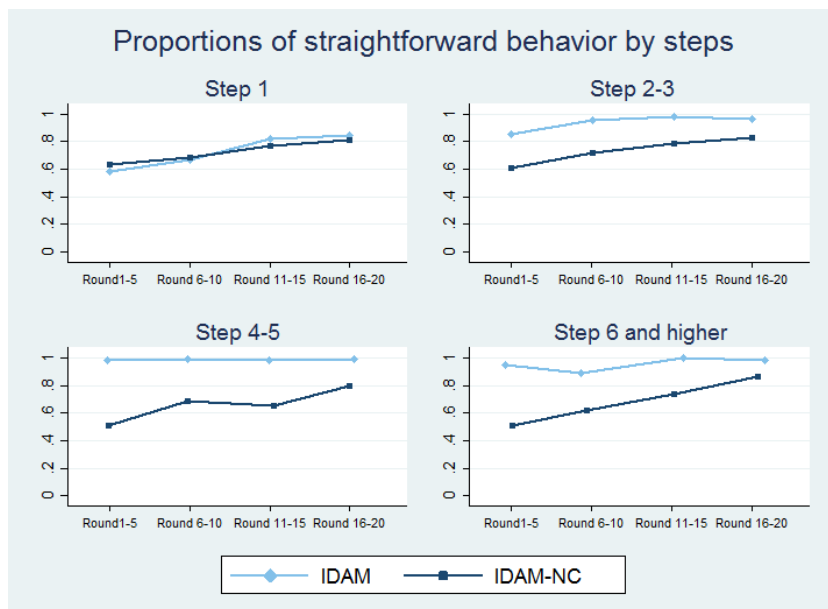 Proportions of straightforward behavior by steps
Step 1
1
.8
.6
.4
.2
0
Round1-5 Round 6-10 Round 11-15 Round 16-20
Step 2-3
1
.8
.6
.4
.2
0
Round1-5 Round 6-10 Round 11-15 Round 16-20
Step 4-5
1
.8
.6
.4
.2
0
Round1-5 Round 6-10 Round 11-15 Round 16-20
Step 6 and higher
1
.8
.6
.4
.2
0
Round1-5 Round 6-10 Round 11-15 Round 16-20
IDAM IDAM-NC